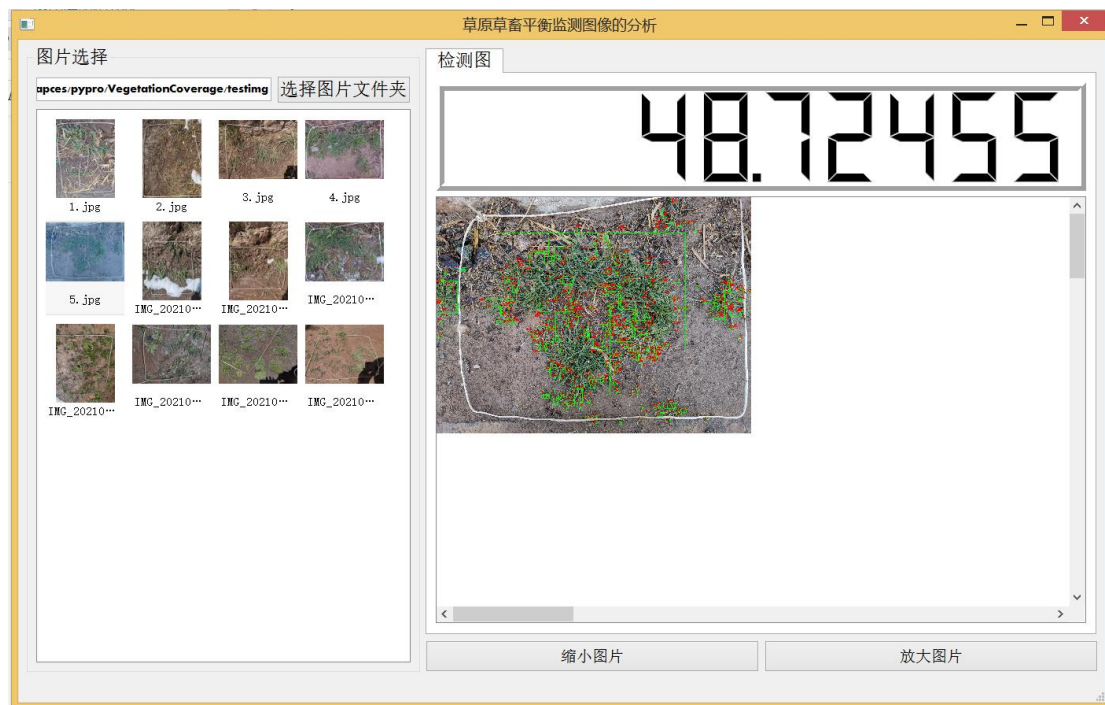 草原草畜平衡监测图像的分析
图片选择
apces/pypro/VegetationCoverage/testimg
选择图片文件夹
1.jpg
2.jpg
3.jpg
4.jpg
5.jpg
IMG_20210…
IMG_20210…
IMG_20210…
IMG_20210…
IMG_20210…
IMG_20210…
IMG_20210…
检测图
48.72455
缩小图片
放大图片